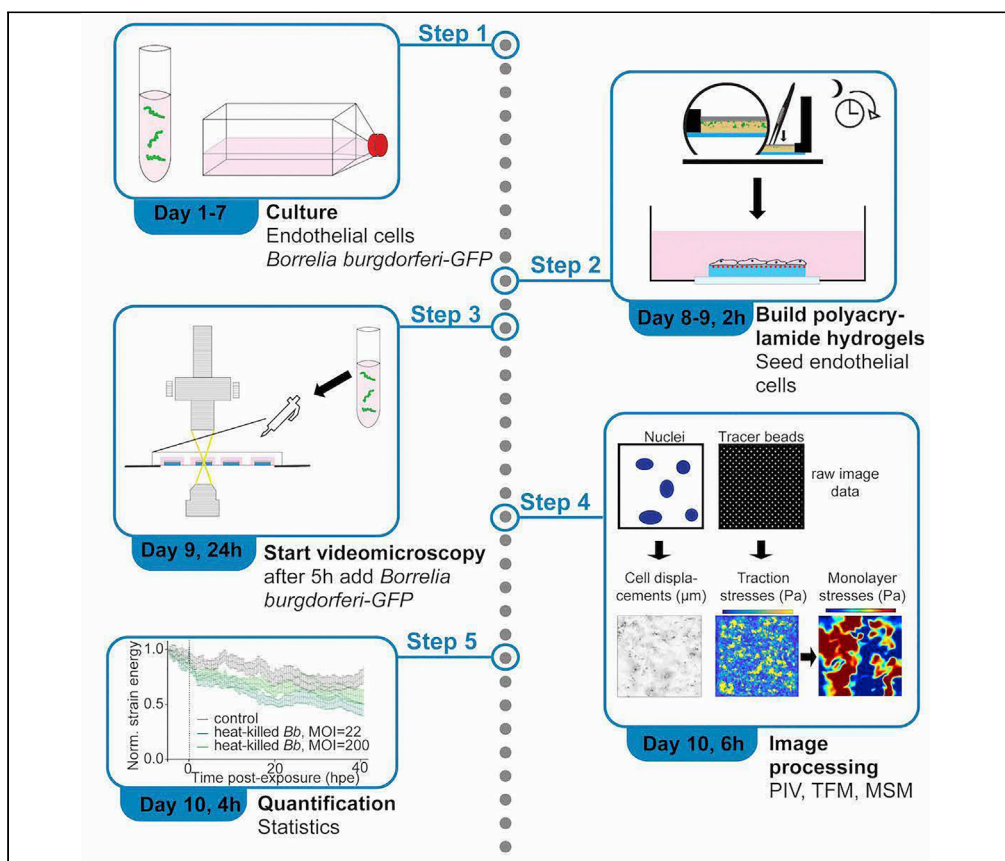 Step 1
Day 1-7
Culture
Endothelial cells
Borrelia burgdorferi-GFP
Step 2
Day 8-9, 2h
Build polyacry-
lamide hydrogels
Seed endothelial
cells
Step 3
Day 9, 24h
Start videomicroscopy
after 5h add Borrelia
burgdorferi-GFP
Step 4
Nuclei
Tracer beads
raw image
data
Cell displa-
cements (μm)
Traction
stresses (Pa)
Monolayer
stresses (Pa)
Day 10, 6h
Image
processing
PIV, TFM, MSM
Step 5
Norm. strain energy
1.0
0.5
0.0
control
heat-killed Bb, MOI=22
heat-killed Bb, MOI=200
0
20
40
Time post-exposure (hpe)
Day 10, 4h
Quantification
Statistics